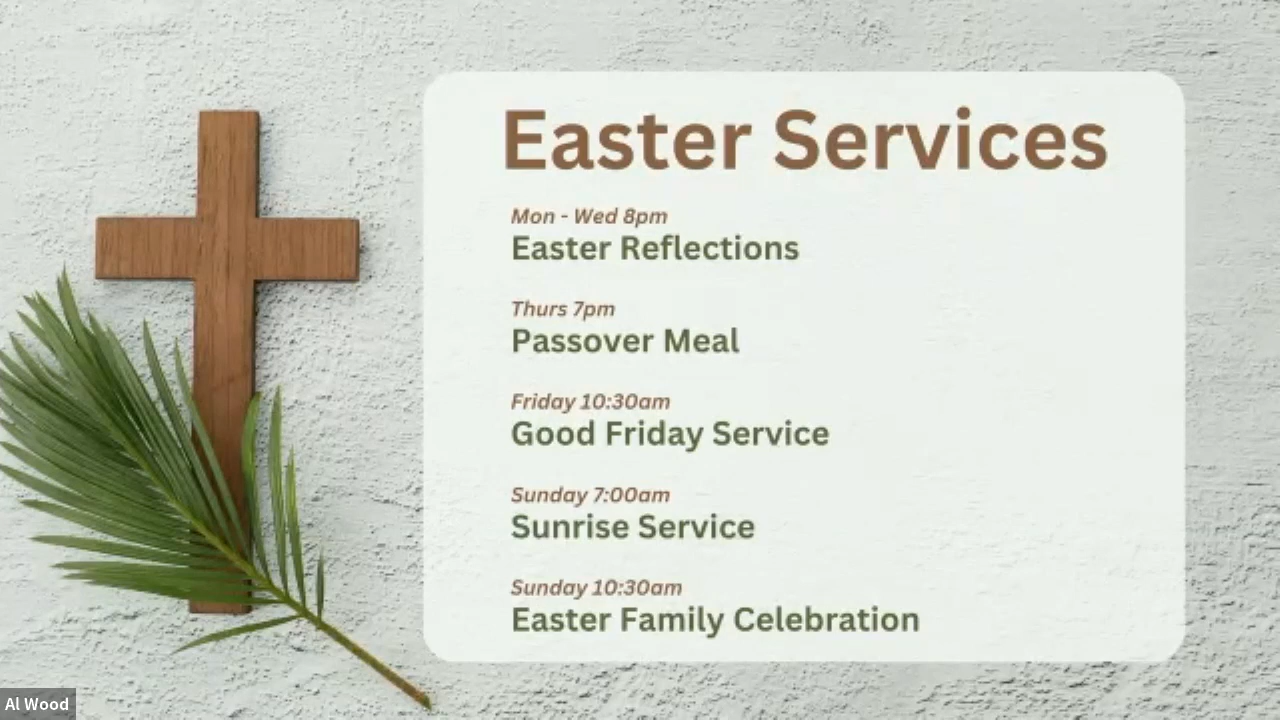 Easter Services
Mon - Wed 8pm
Easter Reflections
Thurs 7pm
Passover Meal
Friday 10:30am
Good Friday Service
Sunday 7:00am
Sunrise Service
Sunday 10:30am
Easter Family Celebration
Al Wood